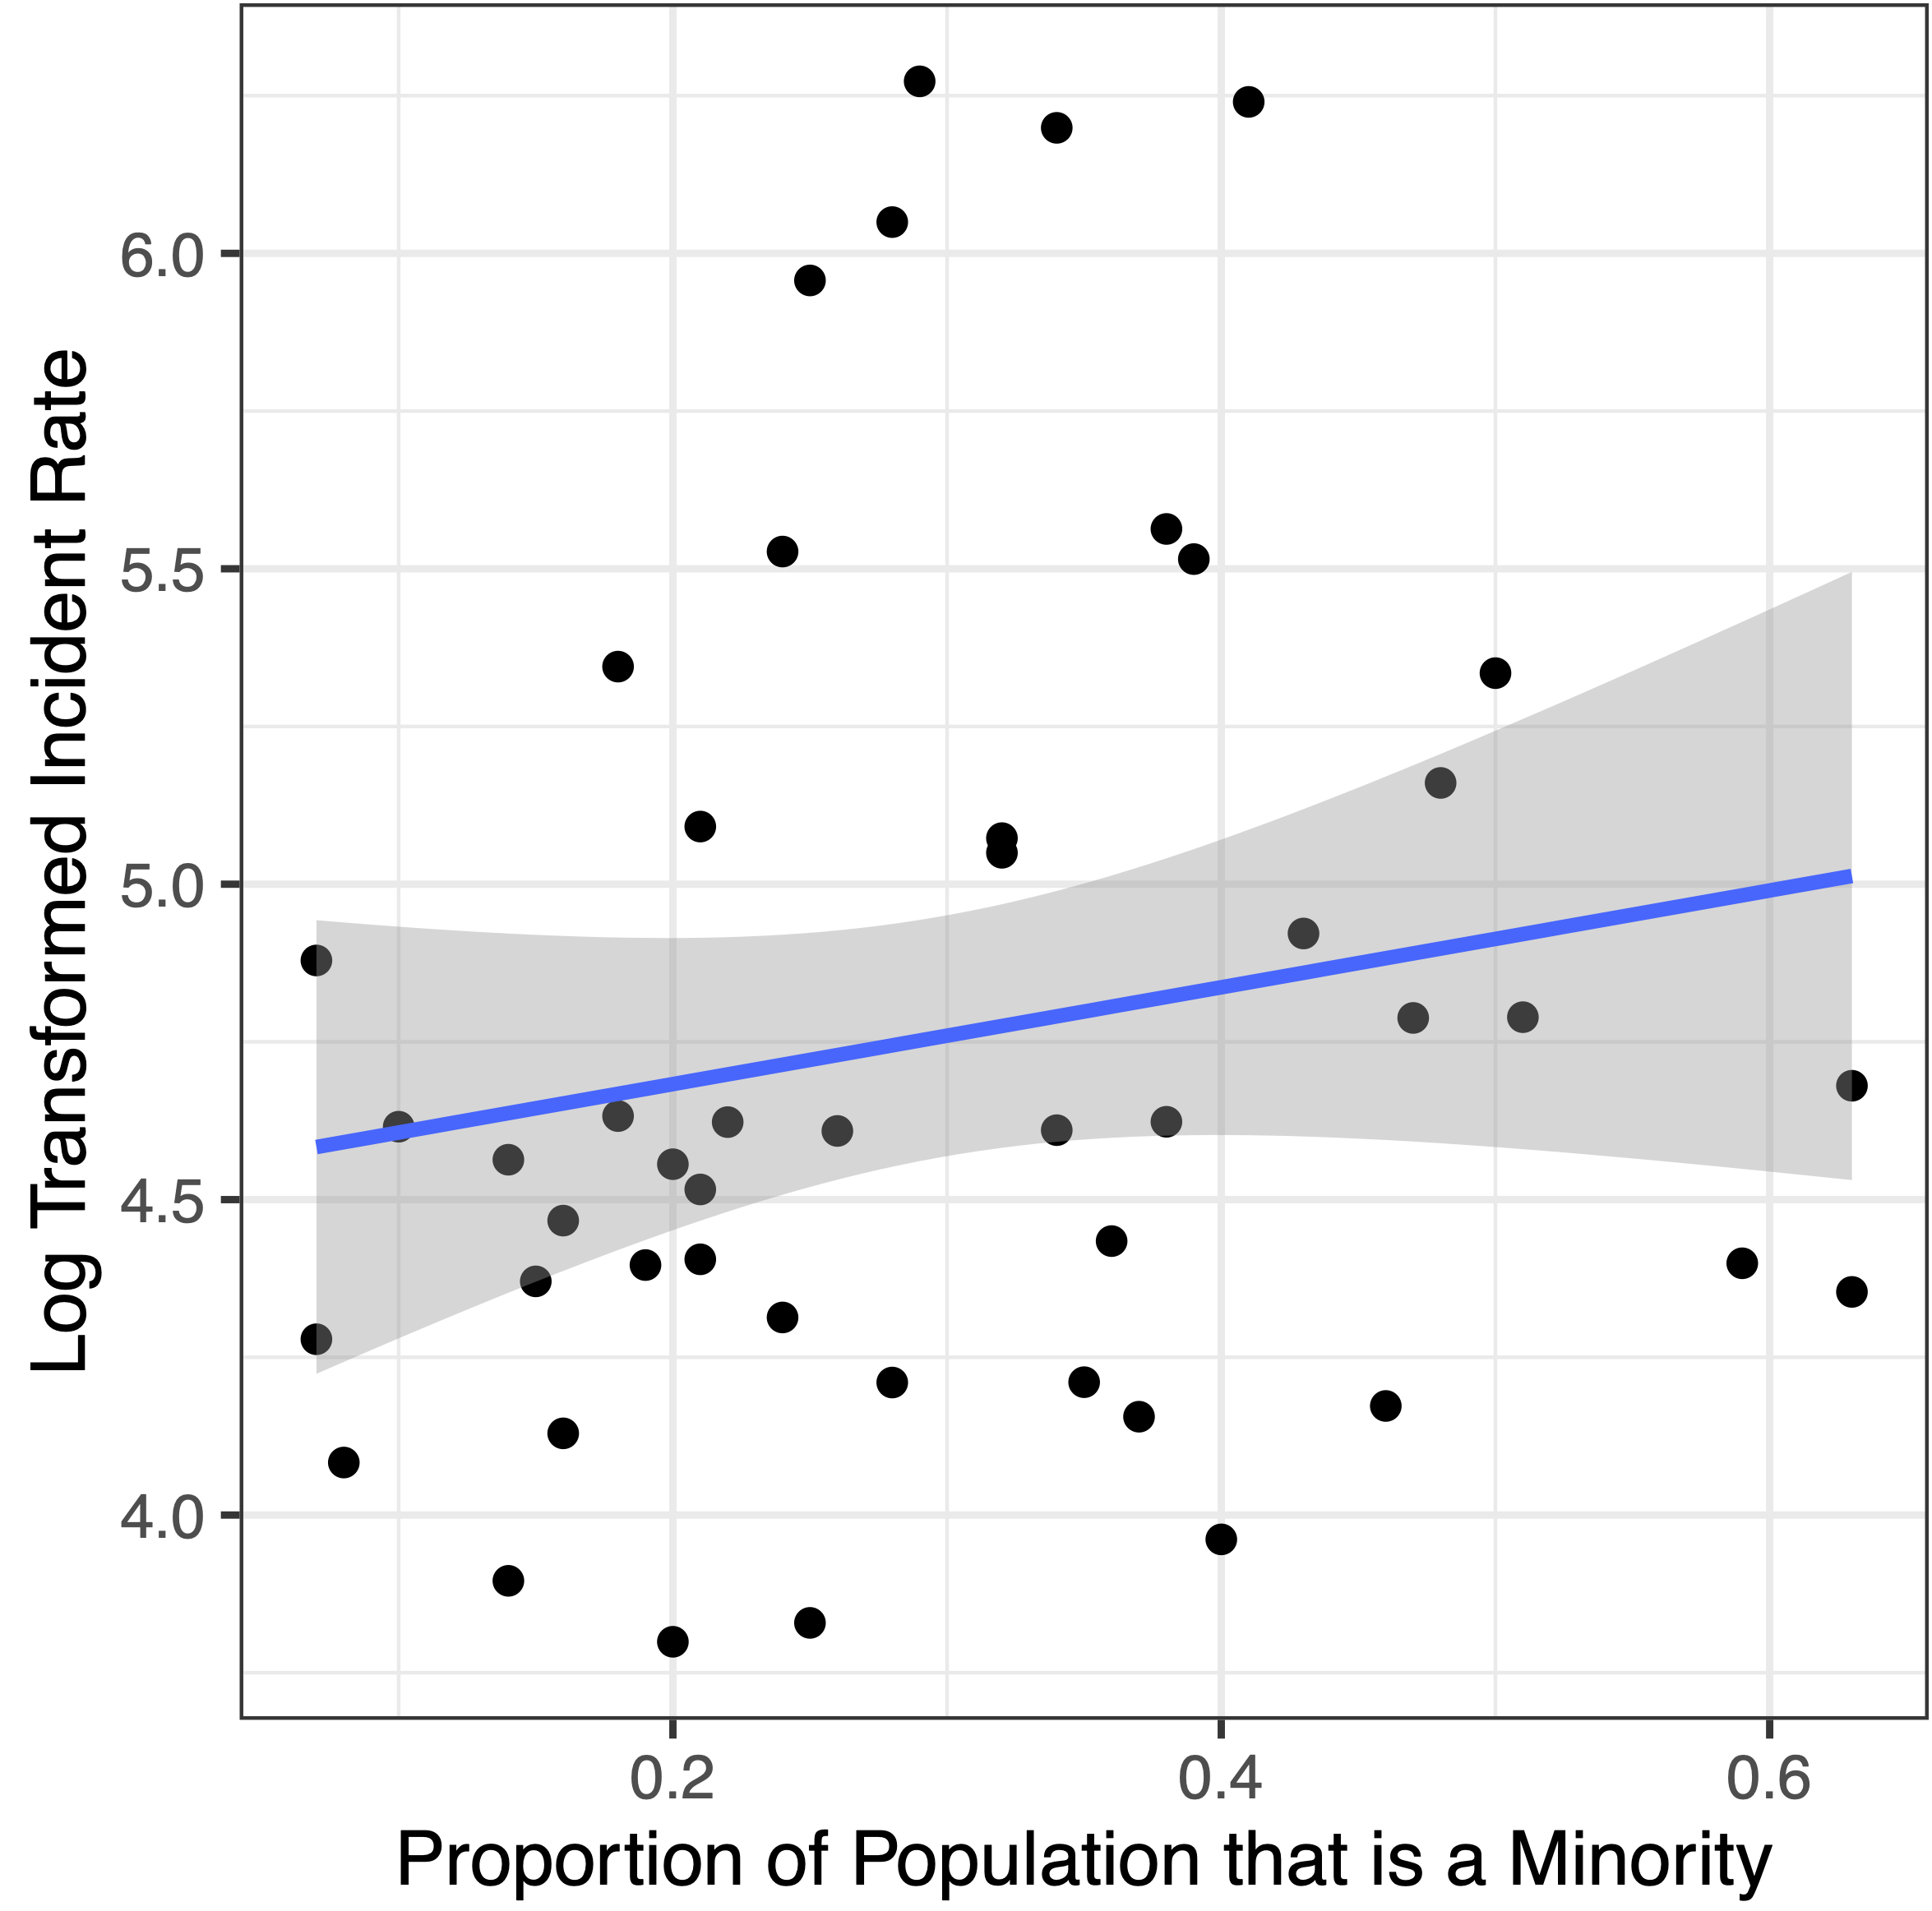 Log Transformed Incident Rate
6.0
5.5
5.0
4.5
4.0
0.2 0.4 0.6
Proportion of Population that is a Minority